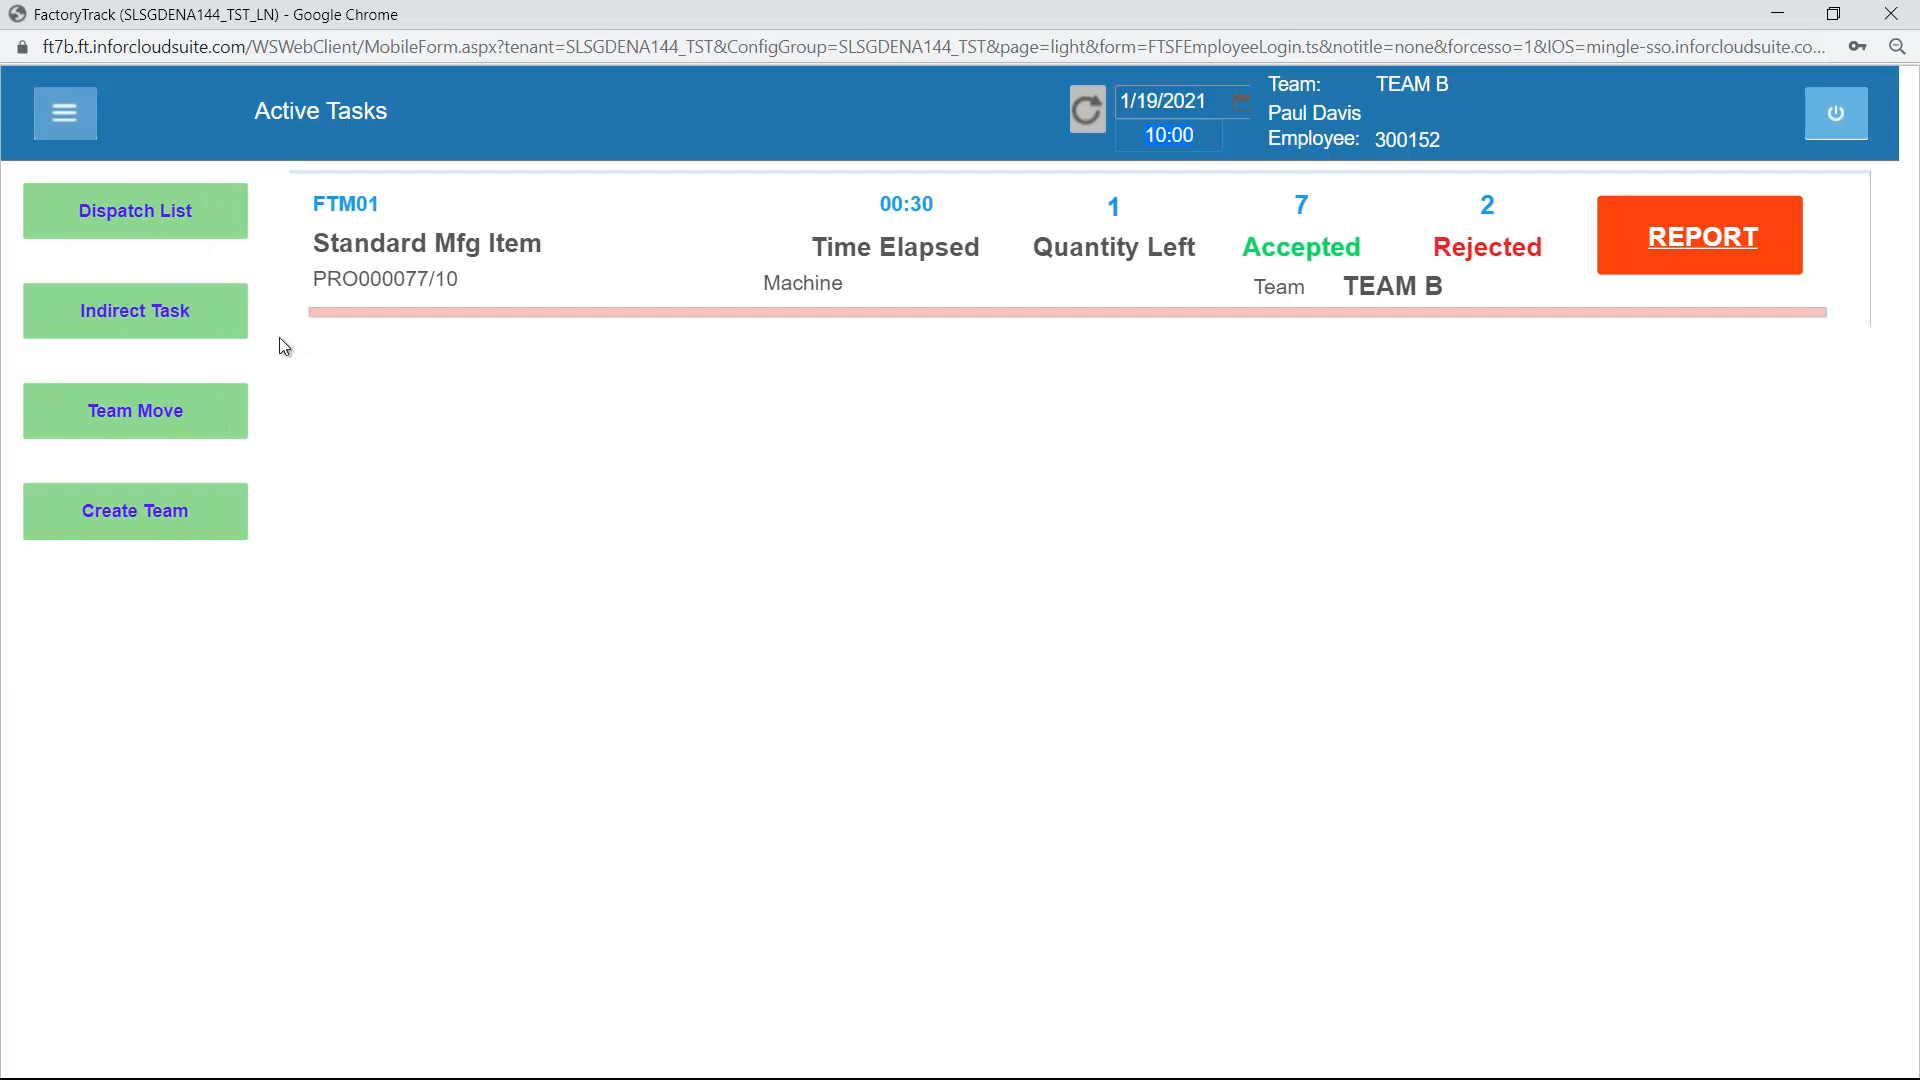 FactoryTrack (SLSGDENA144_TST_LN) - Google Chrome
ft7b.ft.inforcloudsuite.com/WSWebClient/MobileForm.aspx?tenant=SLSGDENA144_TST&ConfigGroup=SLSGDENA144_TST&page=light&form=FTSFEmployeeLogin.ts&notitle=none&forcesso=1&IOS=mingle-sso.inforcloudsuite.co...
Active Tasks
1/19/2021
10:00
Team: TEAM B
Paul Davis
Employee: 300152
Dispatch List
Indirect Task
Team Move
Create Team
FTM01 00:30 1 7 2
Standard Mfg Item Time Elapsed Quantity Left Accepted Rejected REPORT
PRO000077/10 Machine Team TEAM B